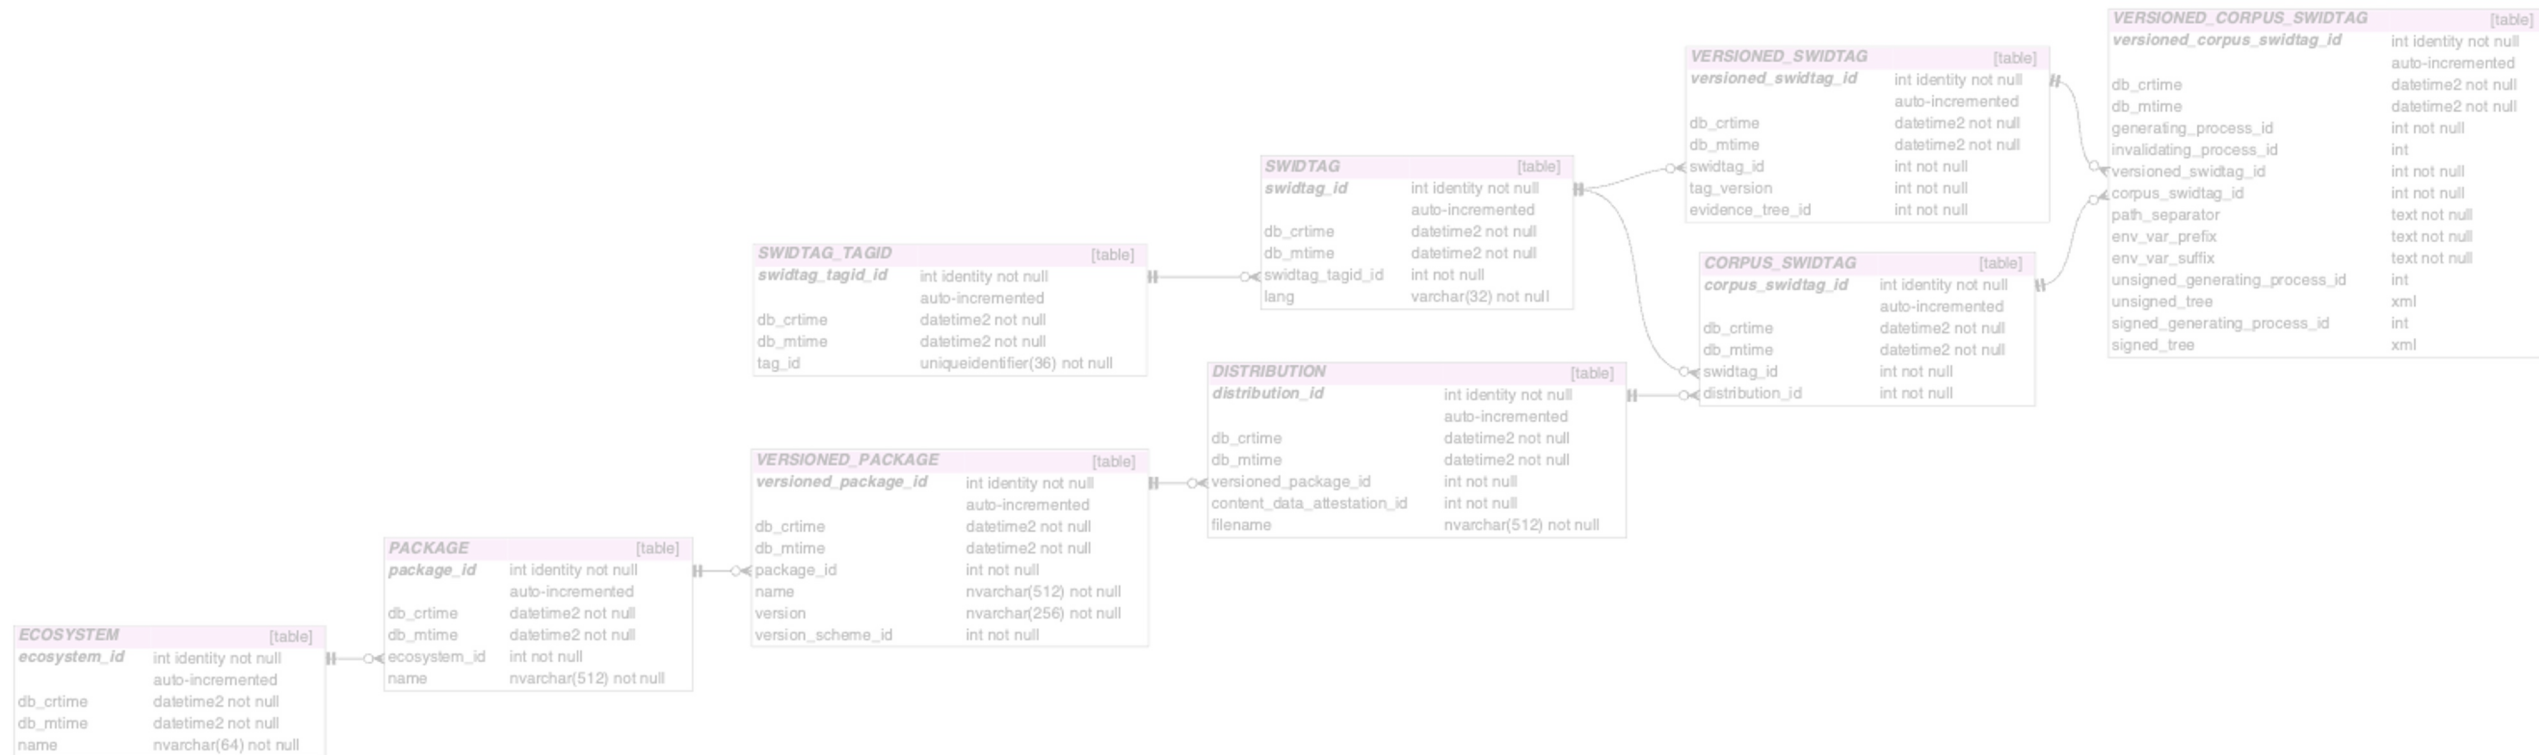 VERSIONED_CORPUS_SWIDTAG [table]
versioned_corpus_swidtag_id int identity not null
auto-incremented
db_crtime datetime2 not null
db_mtime datetime2 not null
generating_process_id int not null
invalidating_process_id int
versioned_swidtag_id int not null
corpus_swidtag_id int not null
path_separator text not null
env_var_prefix text not null
env_var_suffix text not null
unsigned_generating_process_id int
unsigned_tree xml
signed_generating_process_id int
signed_tree xml
VERSIONED_SWIDTAG [table]
versioned_swidtag_id int identity not null
auto-incremented
db_crtime datetime2 not null
db_mtime datetime2 not null
swidtag_id int not null
tag_version int not null
evidence_tree_id int not null
SWIDTAG [table]
swidtag_id int identity not null
auto-incremented
db_crtime datetime2 not null
db_mtime datetime2 not null
swidtag_tagid_id int not null
lang varchar(32) not null
SWIDTAG_TAGID [table]
swidtag_tagid_id int identity not null
auto-incremented
db_crtime datetime2 not null
db_mtime datetime2 not null
tag_id uniqueidentifier(36) not null
CORPUS_SWIDTAG [table]
corpus_swidtag_id int identity not null
auto-incremented
db_crtime datetime2 not null
db_mtime datetime2 not null
swidtag_id int not null
distribution_id int not null
DISTRIBUTION [table]
distribution_id int identity not null
auto-incremented
db_crtime datetime2 not null
db_mtime datetime2 not null
versioned_package_id int not null
content_data_attestation_id int not null
filename nvarchar(512) not null
VERSIONED_PACKAGE [table]
versioned_package_id int identity not null
auto-incremented
db_crtime datetime2 not null
db_mtime datetime2 not null
package_id int not null
name nvarchar(512) not null
version nvarchar(256) not null
version_scheme_id int not null
PACKAGE [table]
package_id int identity not null
auto-incremented
db_crtime datetime2 not null
db_mtime datetime2 not null
ecosystem_id int not null
name nvarchar(512) not null
ECOSYSTEM [table]
ecosystem_id int identity not null
auto-incremented
db_crtime datetime2 not null
db_mtime datetime2 not null
name nvarchar(64) not null